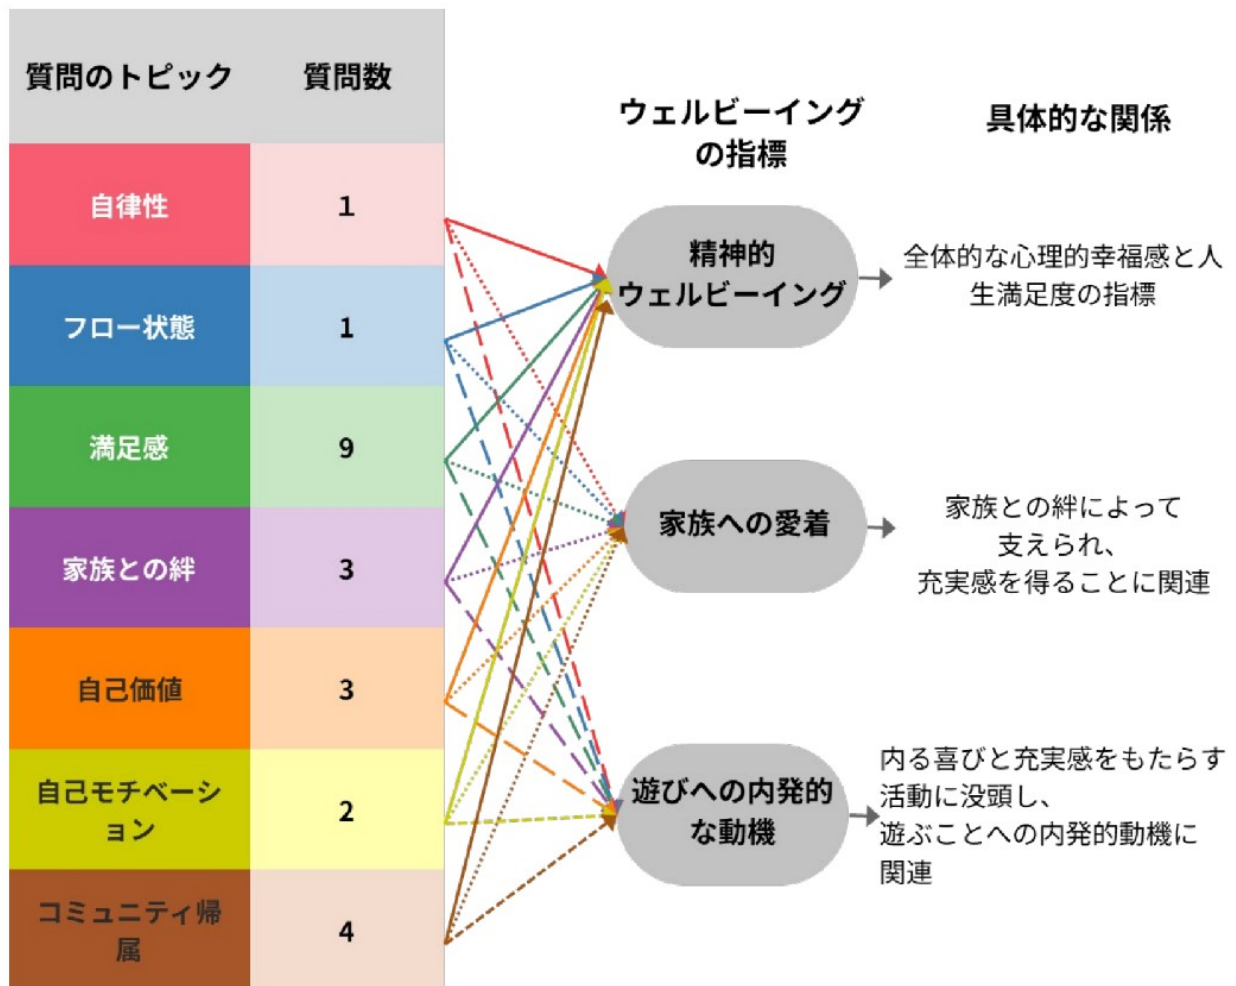 質問のトピック 質問数
ウェルビーイング
の指標
具体的な関係
自律性 1
フロー状態 1
満足感 9
家族との絆 3
自己価値 3
自己モチベーシ
ョン
2
コミュニティ帰
属
4
精神的
ウェルビーイング
全体的な心理的幸福感と人
生満足度の指標
家族への愛着
家族との絆によって
支えられ、
充実感を得ることに関連
遊びへの内発的
な動機
内る喜びと充実感をもたらす
活動に没頭し、
遊ぶことへの内発的動機に
関連